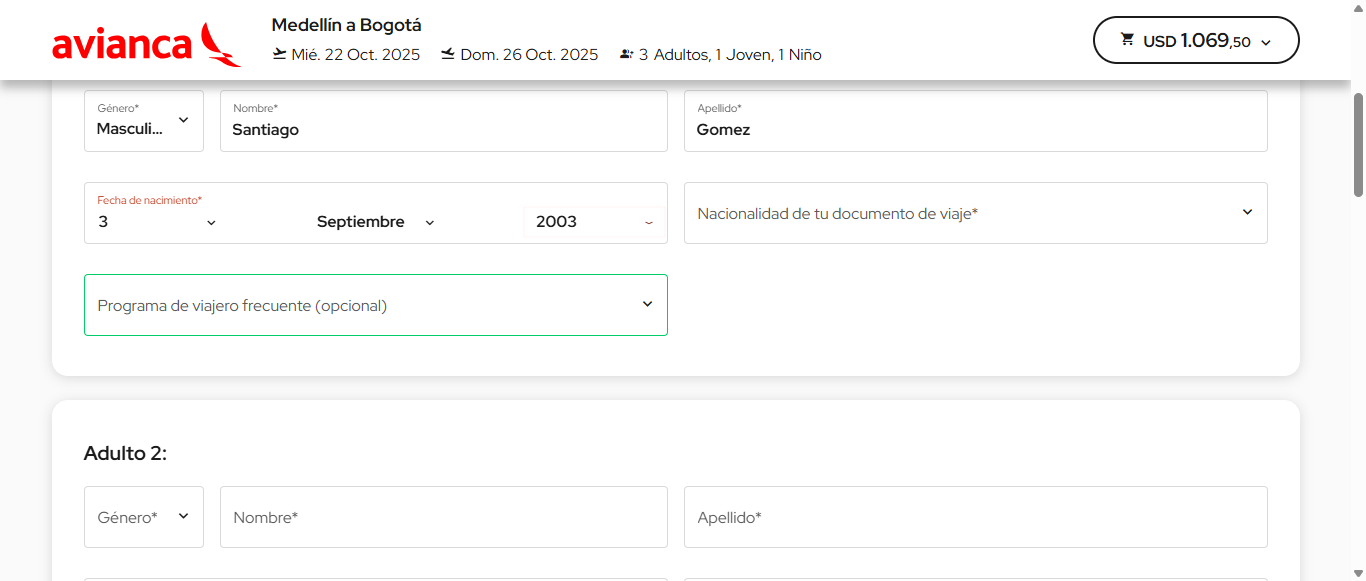 avianca
Medellín a Bogotá
Mié. 22 Oct. 2025 Dom. 26 Oct. 2025 3 Adultos, 1 Joven, 1 Niño
USD 1.069,50
Género* Nombre* Apellido*
Masculi... Santiago Gomez
Fecha de nacimiento*
3 Septiembre 2003 Nacionalidad de tu documento de viaje*
Programa de viajero frecuente (opcional)
Adulto 2:
Género* Nombre* Apellido*